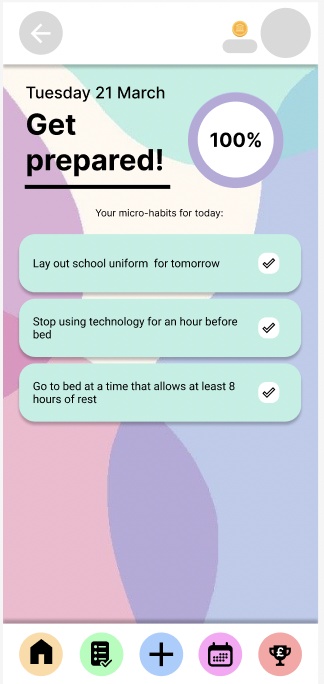 Tuesday 21 March
Get
prepared!
100%
Your micro-habits for today:
Lay out school uniform  for tomorrow
Stop using technology for an hour before
bed
Go to bed at a time that allows at least 8
hours of rest
£